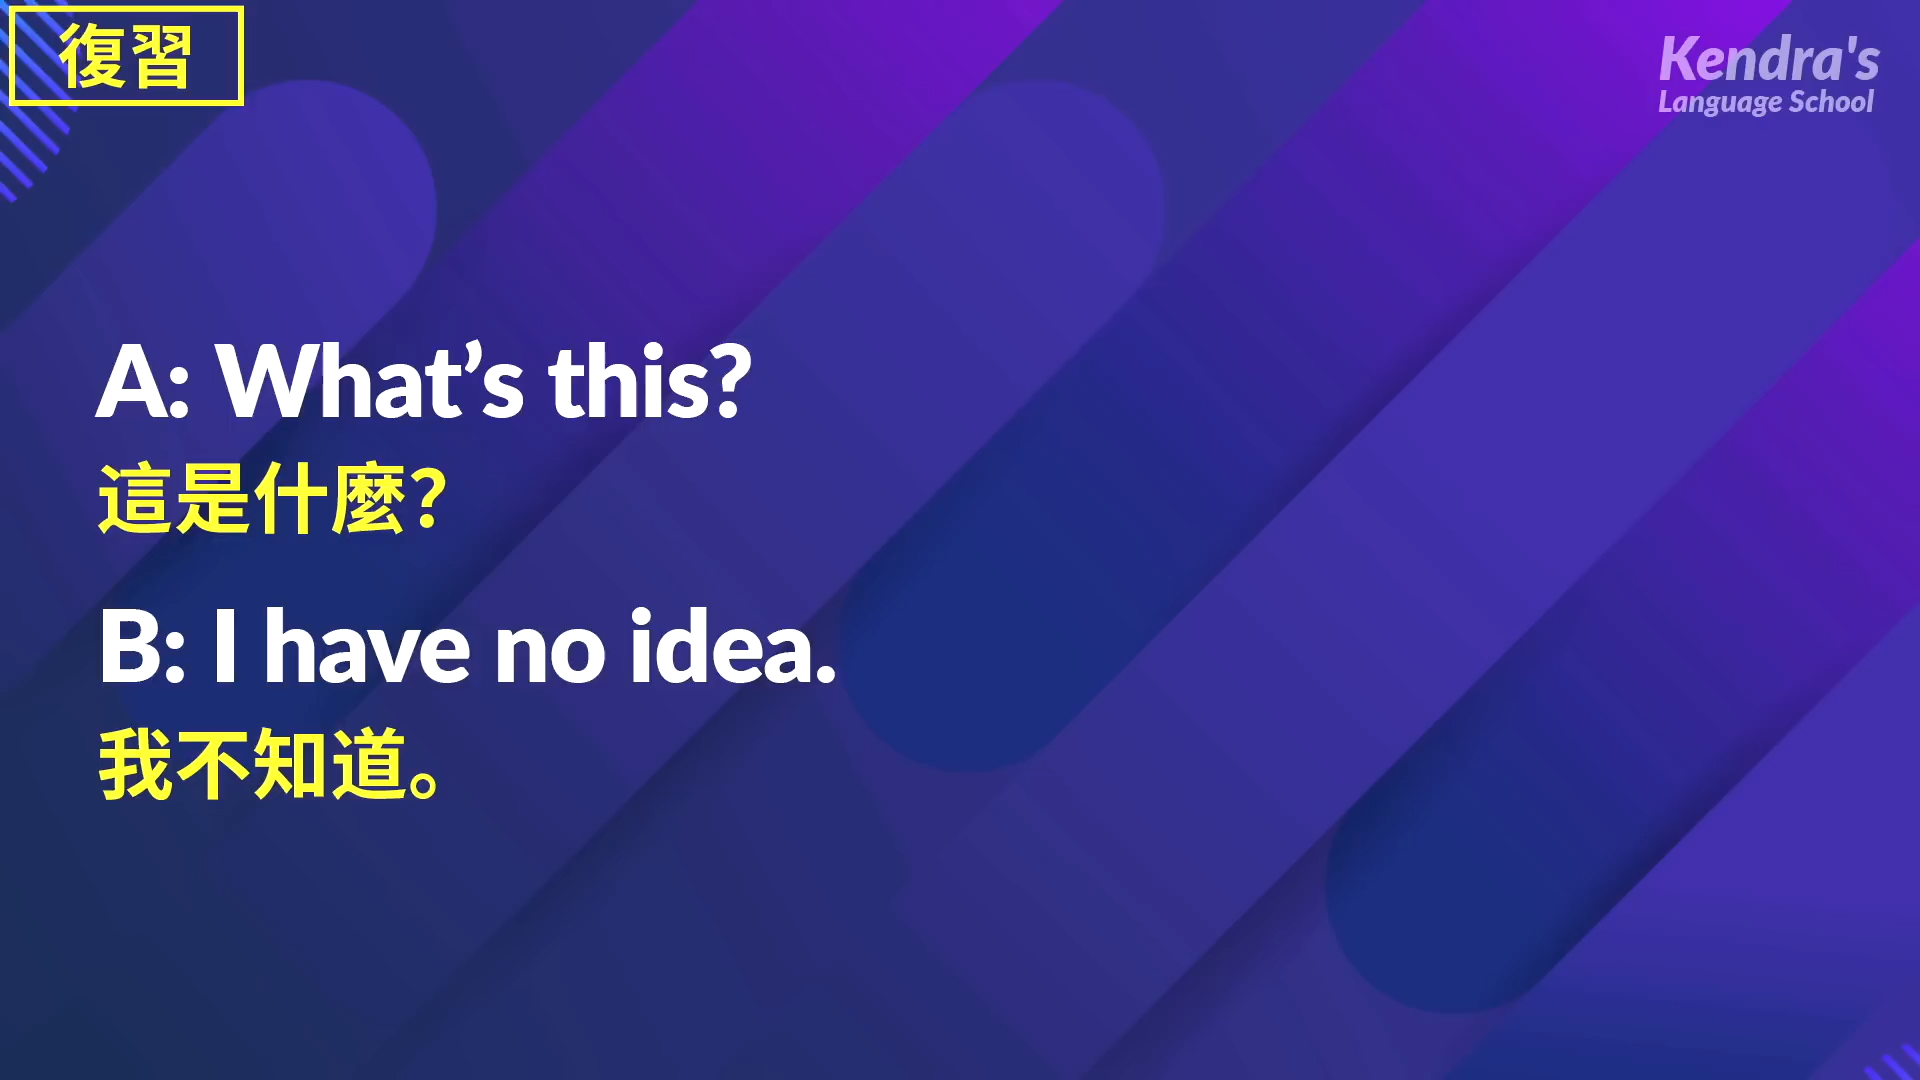 復習
Kendra's
Language School
A: What’s this?
這是什麼?
B: I have no idea.
我不知道。